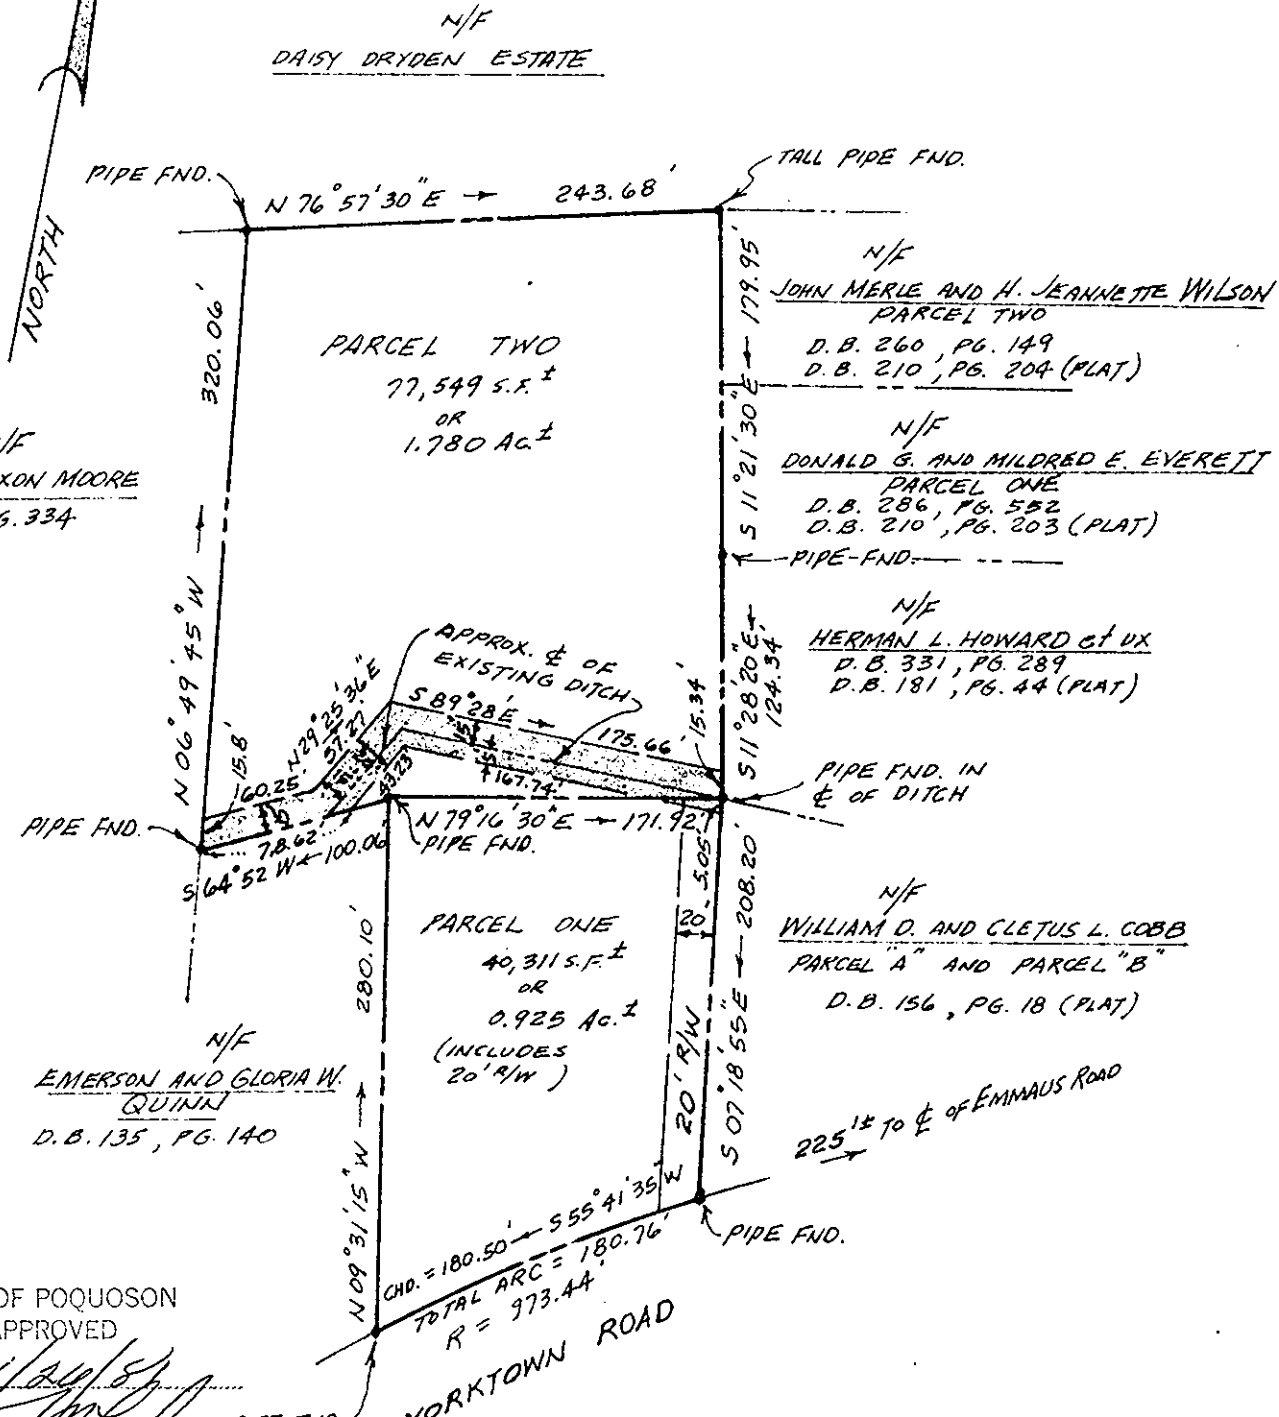 N/F
DAISY DRYDEN ESTATE
NORTH
PIPE FND.
TALL PIPE FND.
N 76°57'30" E → 243.68'
320.06'
N 06°49'45" W →
PARCEL TWO
77,549 S.F.±
OR
1.780 Ac.±
S 11°21'30" E ← 179.95'
N/F
JOHN MERLE AND H. JEANNETTE WILSON
PARCEL TWO
D.B. 260, PG. 149
D.B. 210, PG. 204 (PLAT)
/F
XON MOORE
G. 334
N/F
DONALD G. AND MILDRED E. EVERETT
PARCEL ONE
D.B. 286, PG. 552
D.B. 210, PG. 203 (PLAT)
PIPE-FND.
N/F
HERMAN L. HOWARD et UX
D.B. 331, PG. 289
D.B. 181, PG. 44 (PLAT)
S 11°28'20" E ←
124.34'
APPROX. ℄ OF
EXISTING DITCH
N 29°25'36" E
57.27'
S 89°28' E →
175.66'
15'
15'
167.74'
15.34'
43.23'
15.8'
160.25'
15'
78.62'
S 64°52' W ← 100.06'
PIPE FND.
N 79°16'30" E → 171.92'
PIPE FND.
PIPE FND. IN
℄ OF DITCH
5.05'
20'
S 07°18'55" E ← 208.20'
20' R/W
280.10'
N 09°31'15" W →
PARCEL ONE
40,311 S.F.±
OR
0.925 Ac.±
(INCLUDES
20' R/W)
N/F
WILLIAM D. AND CLETUS L. COBB
PARCEL "A" AND PARCEL "B"
D.B. 156, PG. 18 (PLAT)
N/F
EMERSON AND GLORIA W.
QUINN
D.B. 135, PG. 140
225'± TO ℄ OF EMMAUS ROAD
→
PIPE FND.
CHD. = 180.50' ← S 55°41'35" W
TOTAL ARC = 180.76'
R = 973.44'
YORKTOWN ROAD
OF POQUOSON
APPROVED